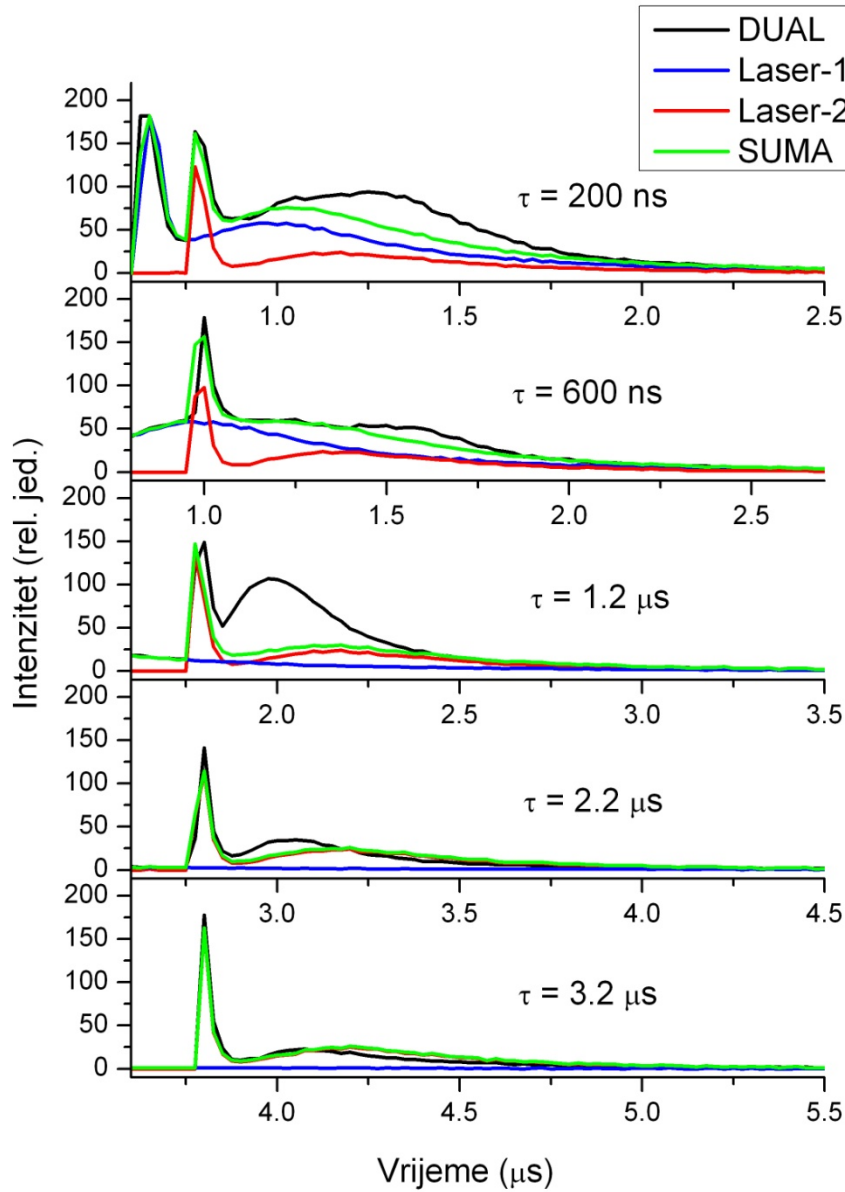 DUAL
Laser-1
Laser-2
SUMA
200
150
100
50
0
τ = 200 ns
1.0 1.5 2.0 2.5
200
150
100
50
0
τ = 600 ns
1.0 1.5 2.0 2.5
200
150
100
50
0
τ = 1.2 μs
2.0 2.5 3.0 3.5
200
150
100
50
0
τ = 2.2 μs
3.0 3.5 4.0 4.5
200
150
100
50
0
τ = 3.2 μs
4.0 4.5 5.0 5.5
Intenzitet (rel. jed.)
Vrijeme (μs)